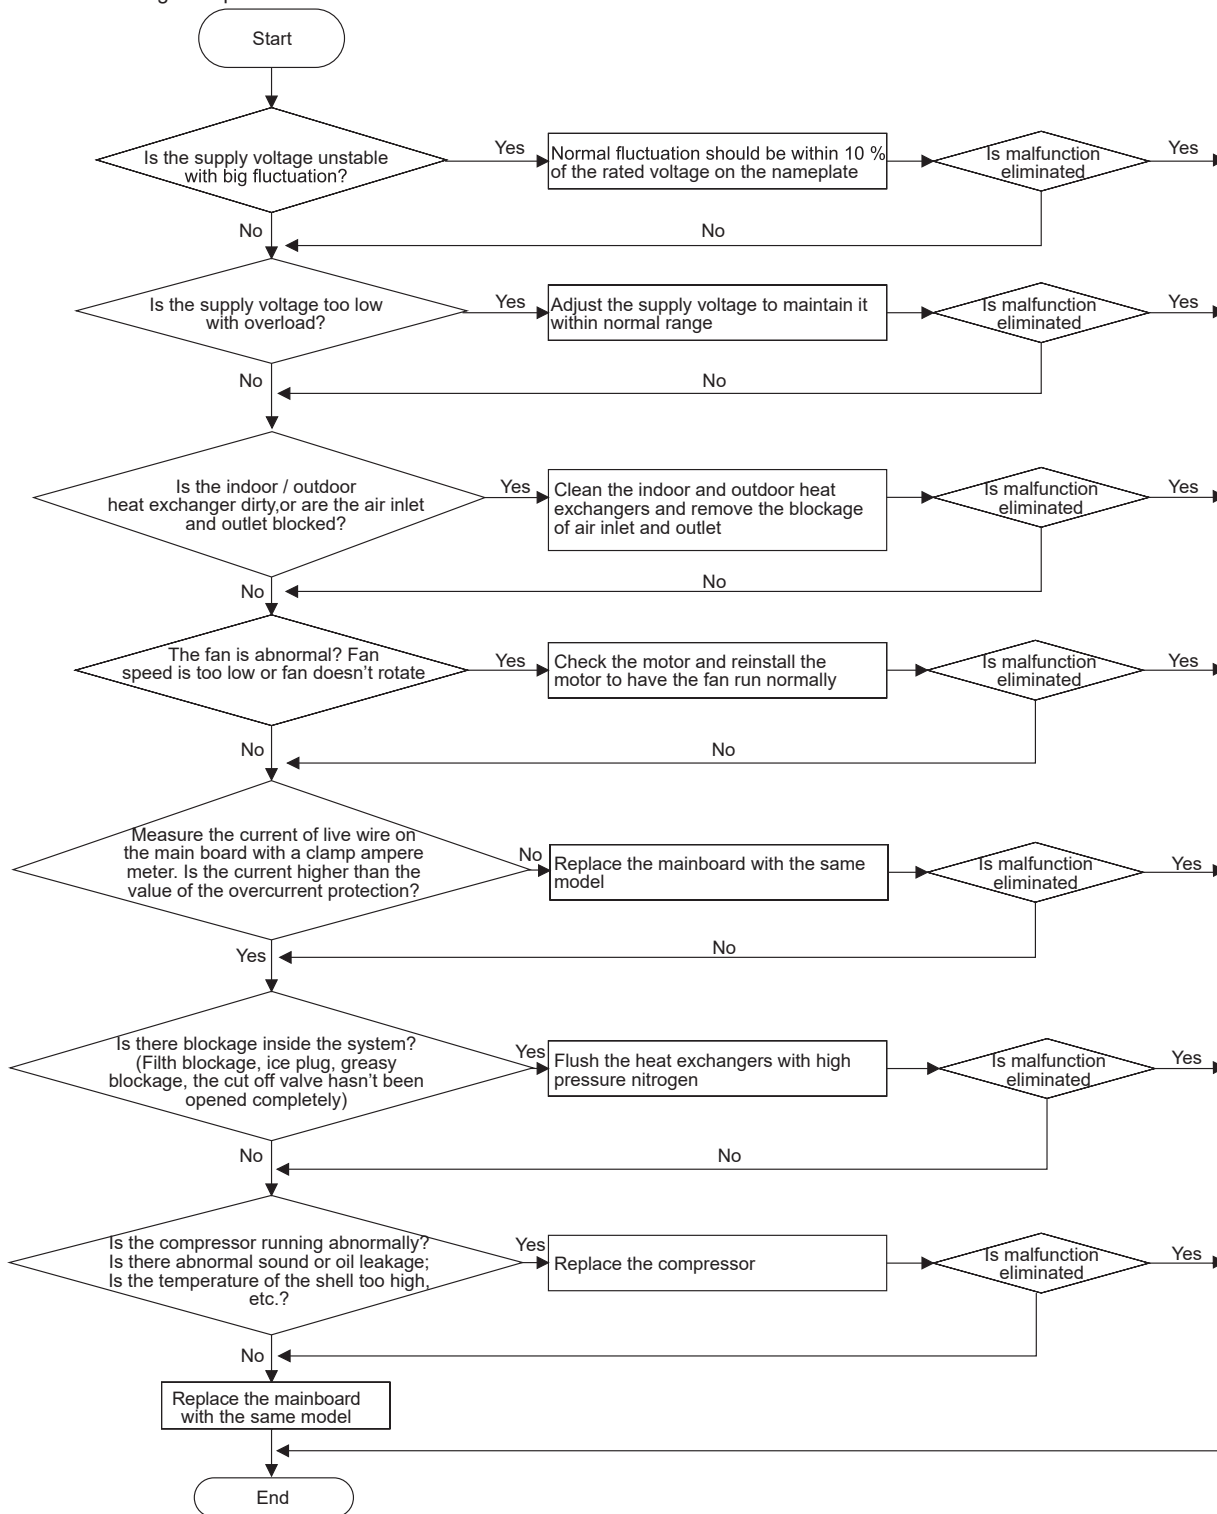 Start
Is the supply voltage unstable
with big fluctuation?
Yes
Normal fluctuation should be within 10 %
of the rated voltage on the nameplate
Is malfunction
eliminated
Yes
No
No
Is the supply voltage too low
with overload?
Yes
Adjust the supply voltage to maintain it
within normal range
Is malfunction
eliminated
Yes
No
No
Is the indoor / outdoor
heat exchanger dirty,or are the air inlet
and outlet blocked?
Yes
Clean the indoor and outdoor heat
exchangers and remove the blockage
of air inlet and outlet
Is malfunction
eliminated
Yes
No
No
The fan is abnormal? Fan
speed is too low or fan doesn't rotate
Yes
Check the motor and reinstall the
motor to have the fan run normally
Is malfunction
eliminated
Yes
No
No
Measure the current of live wire on
the main board with a clamp ampere
meter. Is the current higher than the
value of the overcurrent protection?
No
Replace the mainboard with the same
model
Is malfunction
eliminated
Yes
No
Yes
Is there blockage inside the system?
(Filth blockage, ice plug, greasy
blockage, the cut off valve hasn't been
opened completely)
Yes
Flush the heat exchangers with high
pressure nitrogen
Is malfunction
eliminated
Yes
No
No
Is the compressor running abnormally?
Is there abnormal sound or oil leakage;
Is the temperature of the shell too high,
etc.?
Yes
Replace the compressor
Is malfunction
eliminated
Yes
No
Replace the mainboard
with the same model
End